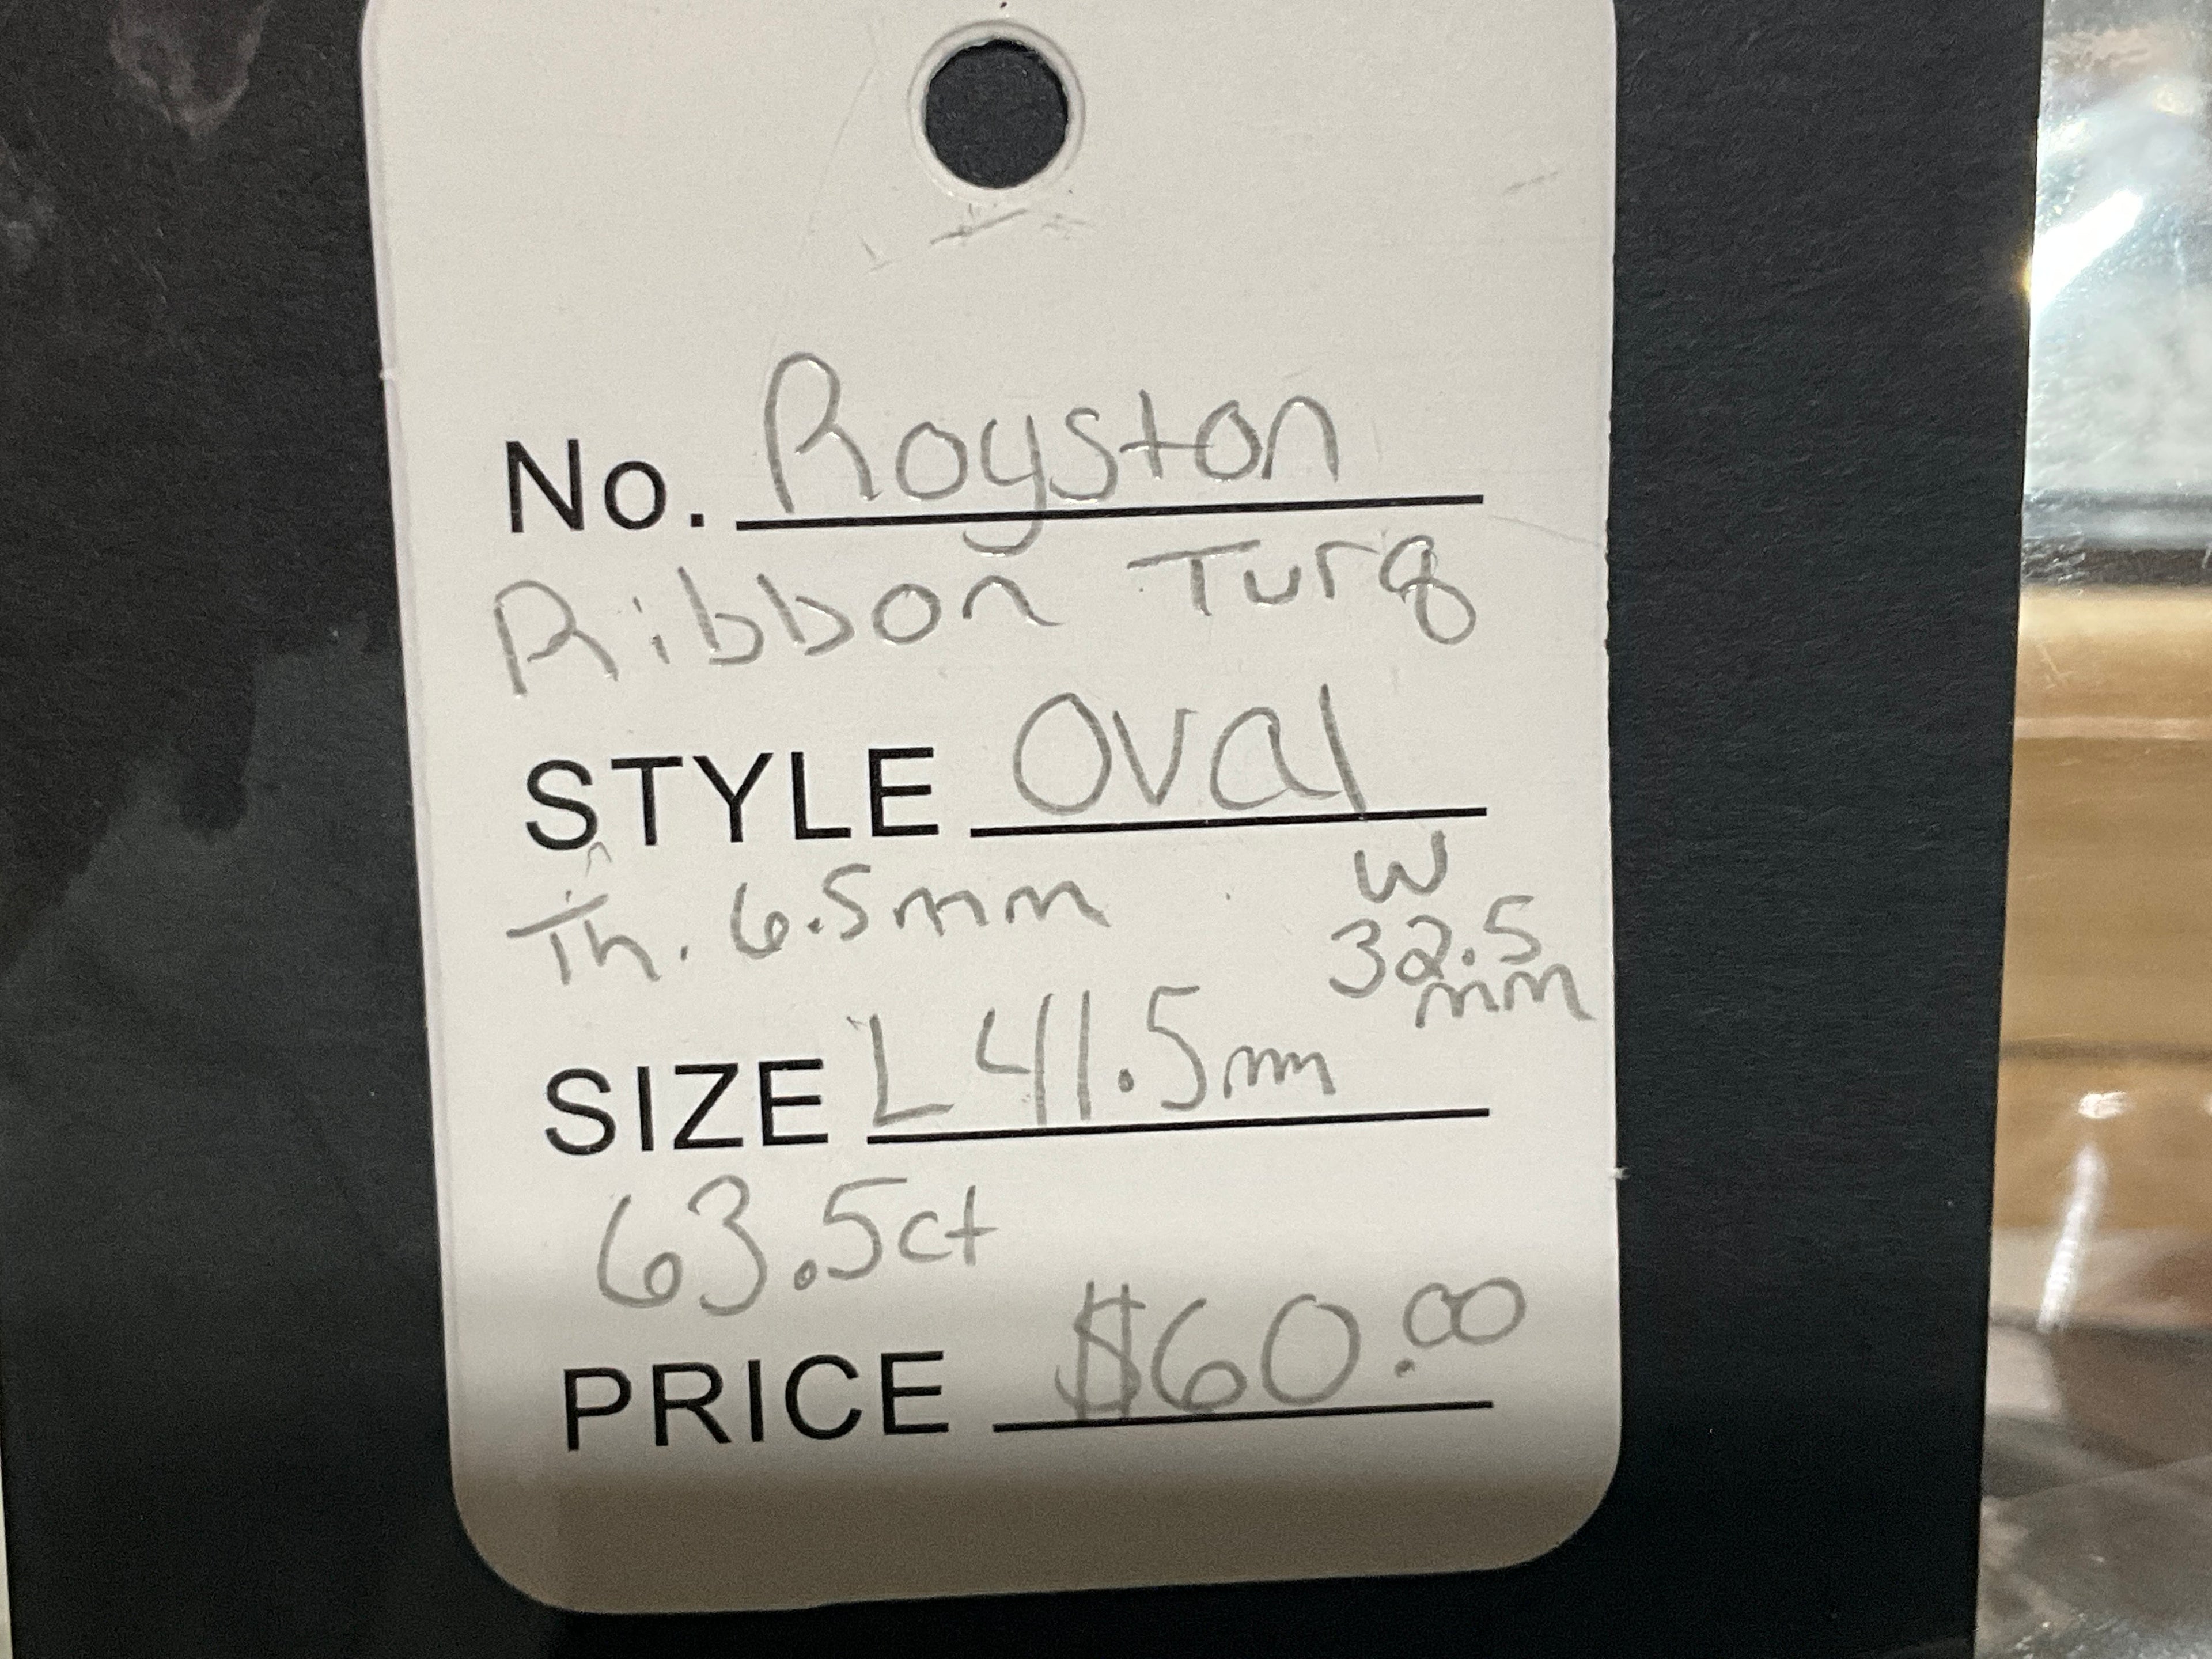 No. Royston
Ribbon Turq
STYLE Oval
Th. 6.5mm W
32.5
mm
SIZE L 41.5mm
63.5ct
PRICE $60.00